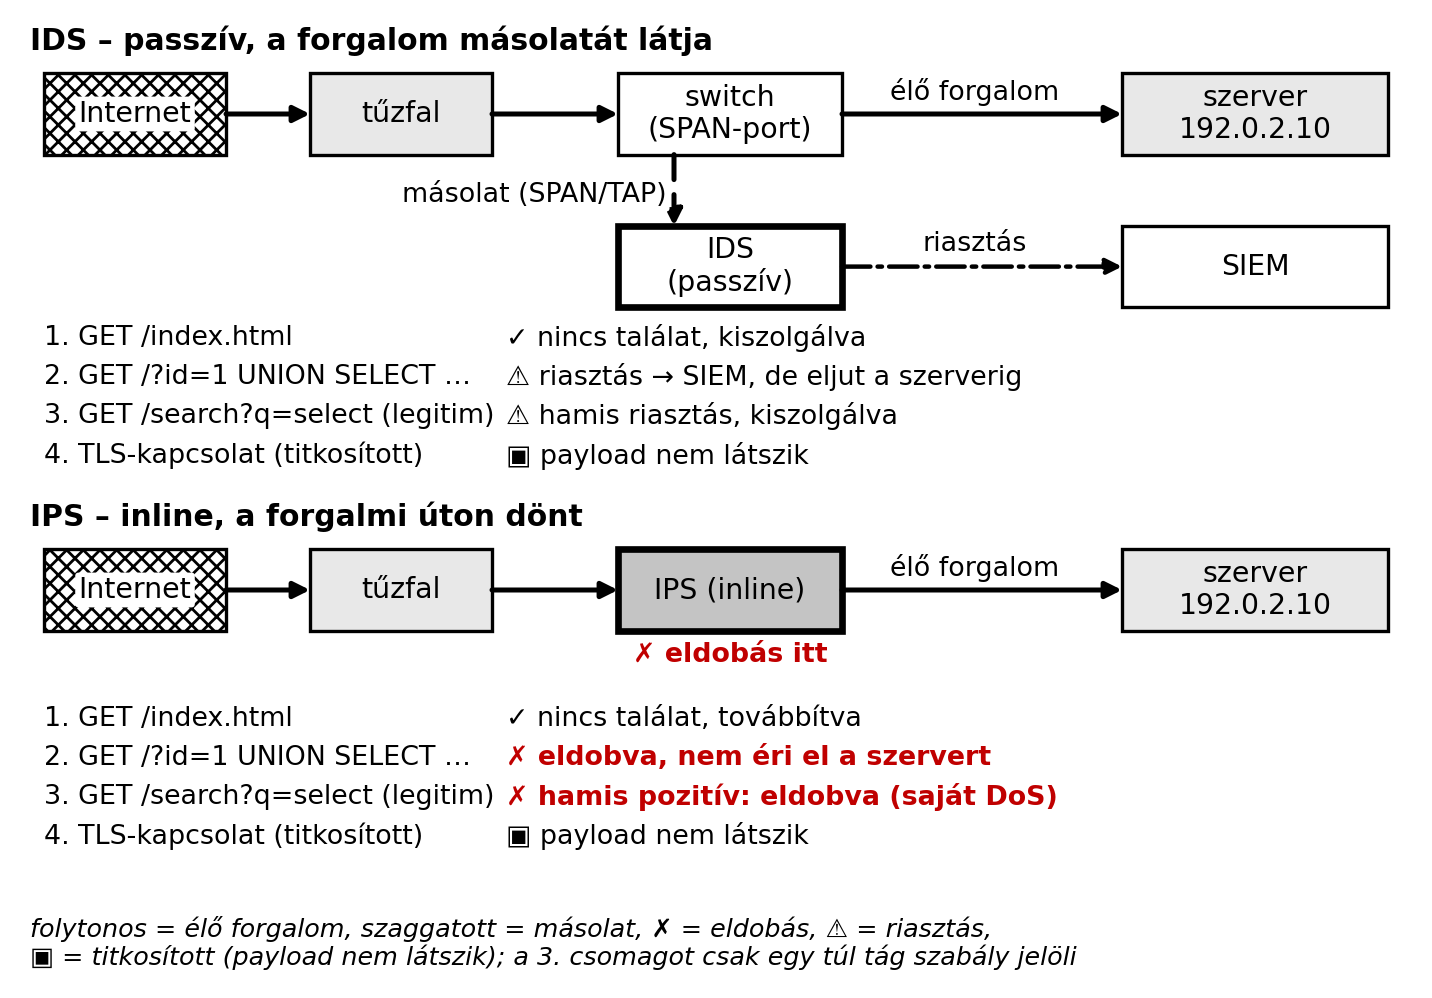 IDS – passzív, a forgalom másolatát látja
Internet
tűzfal
switch
(SPAN-port)
élő forgalom
szerver
192.0.2.10
másolat (SPAN/TAP)
IDS
(passzív)
riasztás
SIEM
1. GET /index.html ✓ nincs találat, kiszolgálva
2. GET /?id=1 UNION SELECT … ⚠ riasztás → SIEM, de eljut a szerverig
3. GET /search?q=select (legitim) ⚠ hamis riasztás, kiszolgálva
4. TLS-kapcsolat (titkosított) ▣ payload nem látszik
IPS – inline, a forgalmi úton dönt
Internet
tűzfal
IPS (inline)
élő forgalom
szerver
192.0.2.10
✗ eldobás itt
1. GET /index.html ✓ nincs találat, továbbítva
2. GET /?id=1 UNION SELECT … ✗ eldobva, nem éri el a szervert
3. GET /search?q=select (legitim) ✗ hamis pozitív: eldobva (saját DoS)
4. TLS-kapcsolat (titkosított) ▣ payload nem látszik
folytonos = élő forgalom, szaggatott = másolat, ✗ = eldobás, ⚠ = riasztás,
▣ = titkosított (payload nem látszik); a 3. csomagot csak egy túl tág szabály jelöli